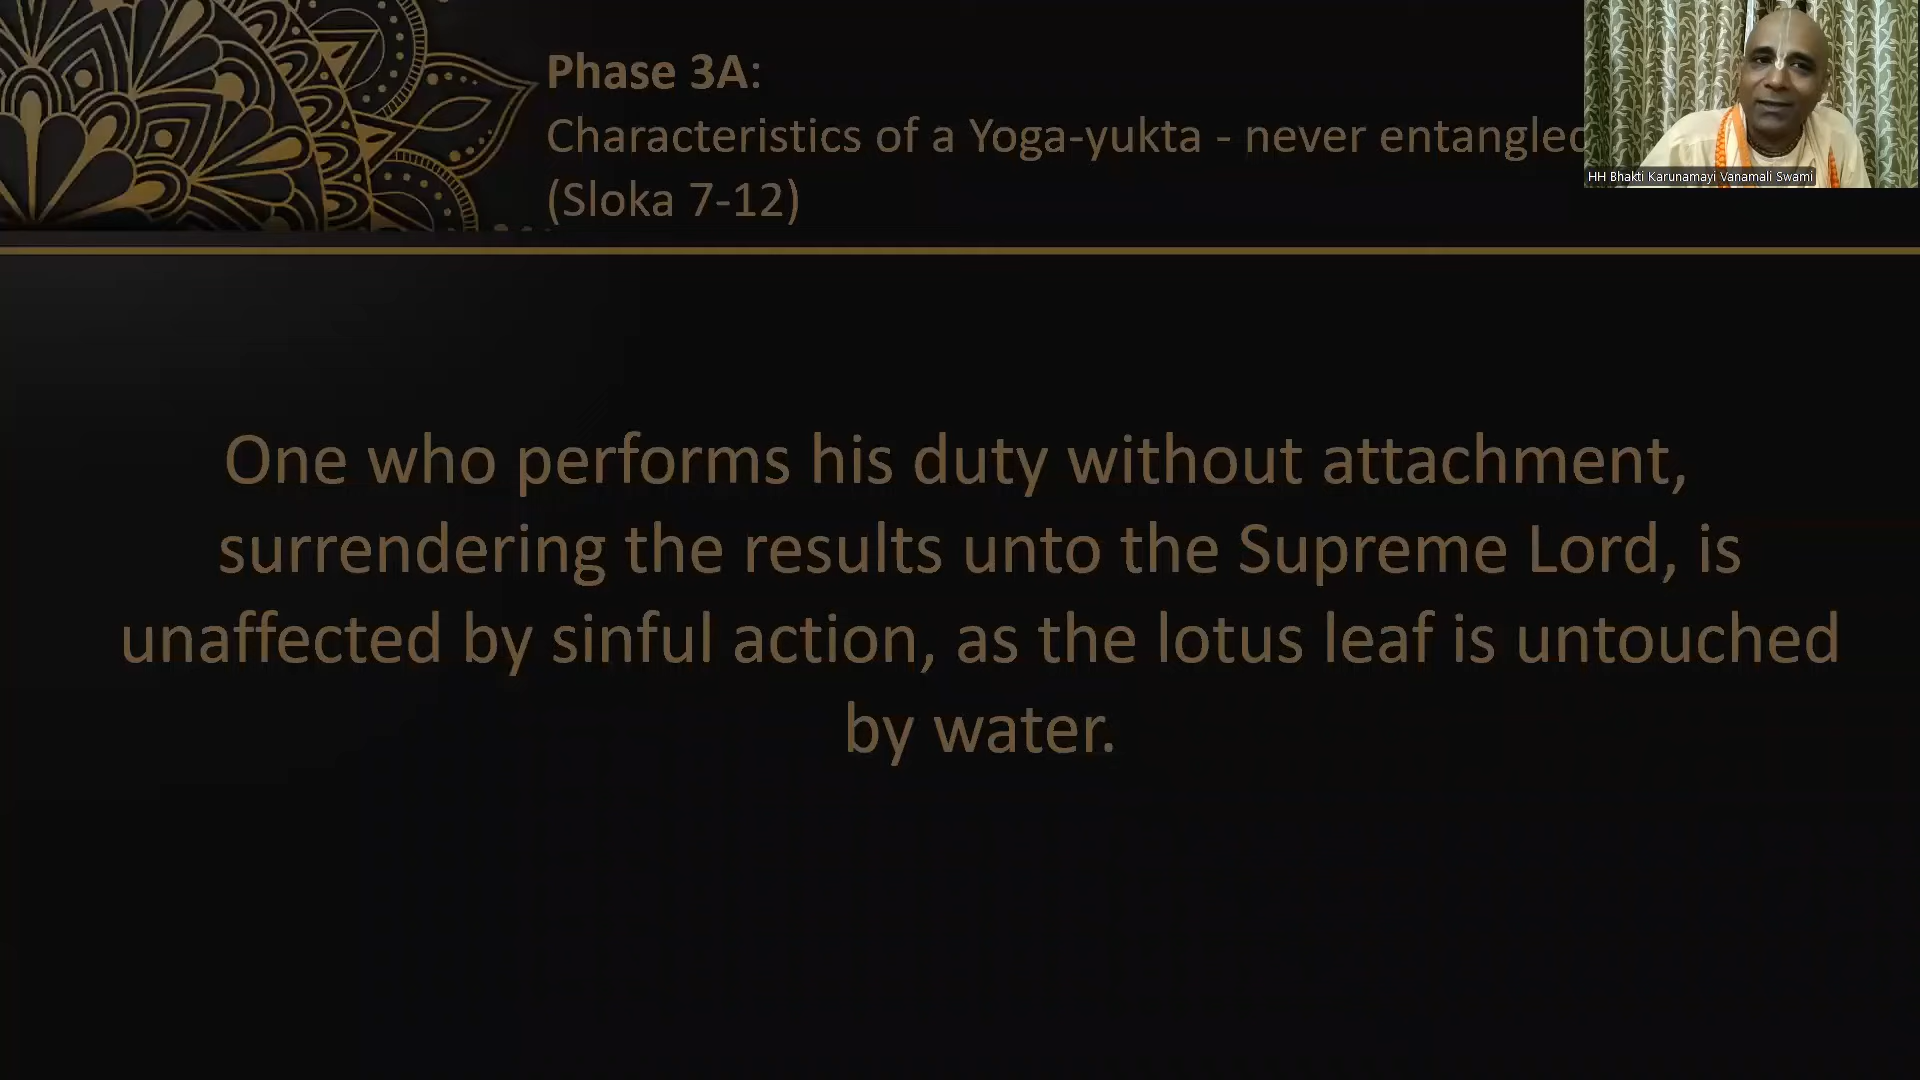 Phase 3A:
Characteristics of a Yoga-yukta - never entangled
(Sloka 7-12)
HH Bhakti Karunamayi Vanamali Swami
One who performs his duty without attachment,
surrendering the results unto the Supreme Lord, is
unaffected by sinful action, as the lotus leaf is untouched
by water.